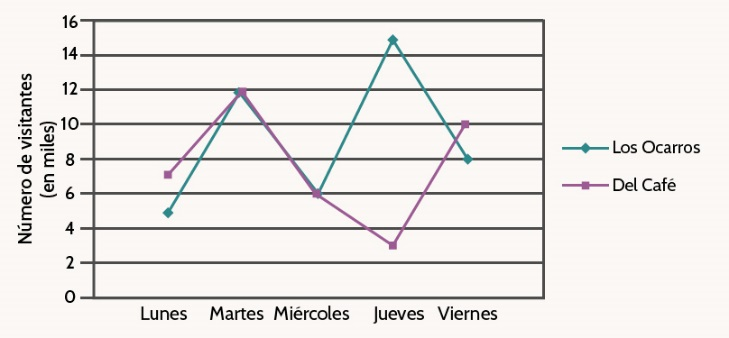 Número de visitantes
(en miles)
16
14
12
10
8
6
4
2
0
Lunes Martes Miércoles Jueves Viernes
Los Ocarros
Del Café